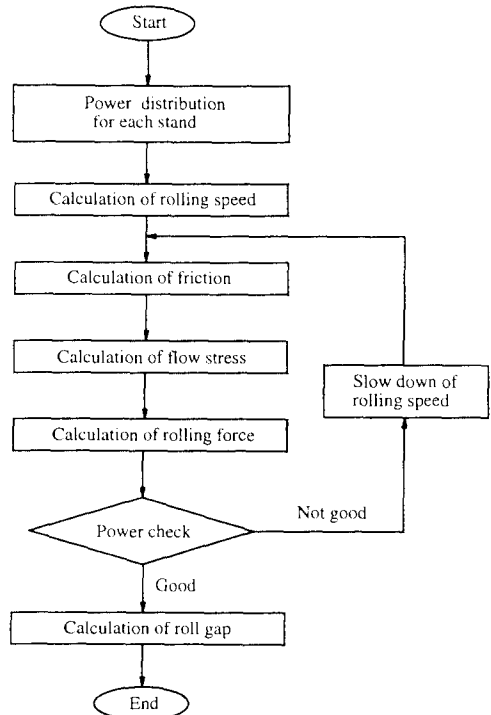 Start
Power distribution
for each stand
Calculation of rolling speed
Calculation of friction
Calculation of flow stress
Slow down of
rolling speed
Calculation of rolling force
Not good
Power check
Good
Calculation of roll gap
End